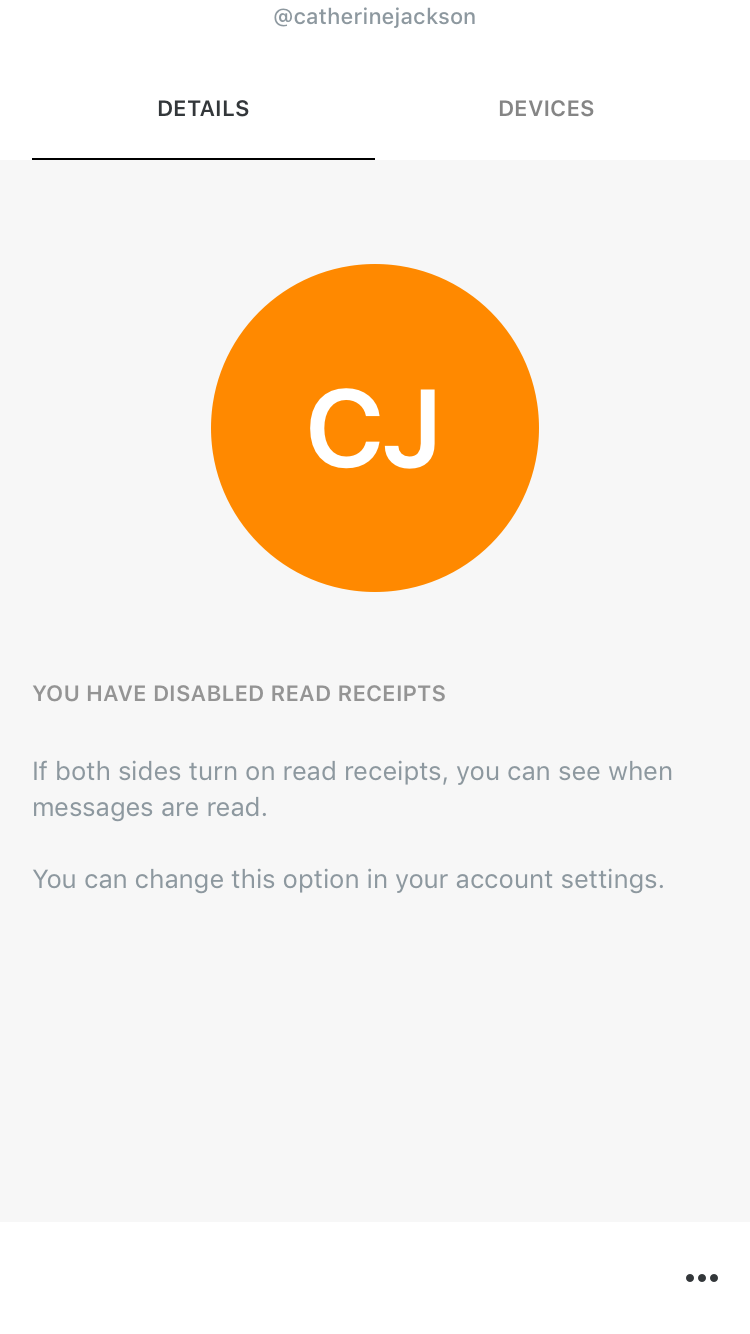 @catherinejackson
DETAILS
DEVICES
CJ
YOU HAVE DISABLED READ RECEIPTS
If both sides turn on read receipts, you can see when
messages are read.
You can change this option in your account settings.